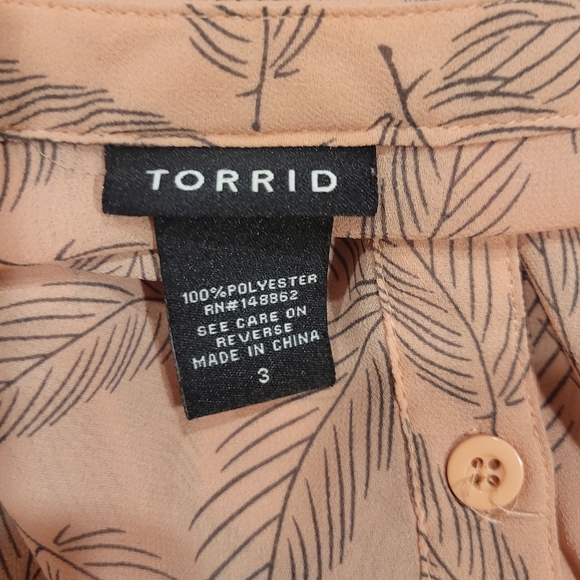 TORRID
100%POLYESTER
RN#148862
SEE CARE ON
REVERSE
MADE IN CHINA
3